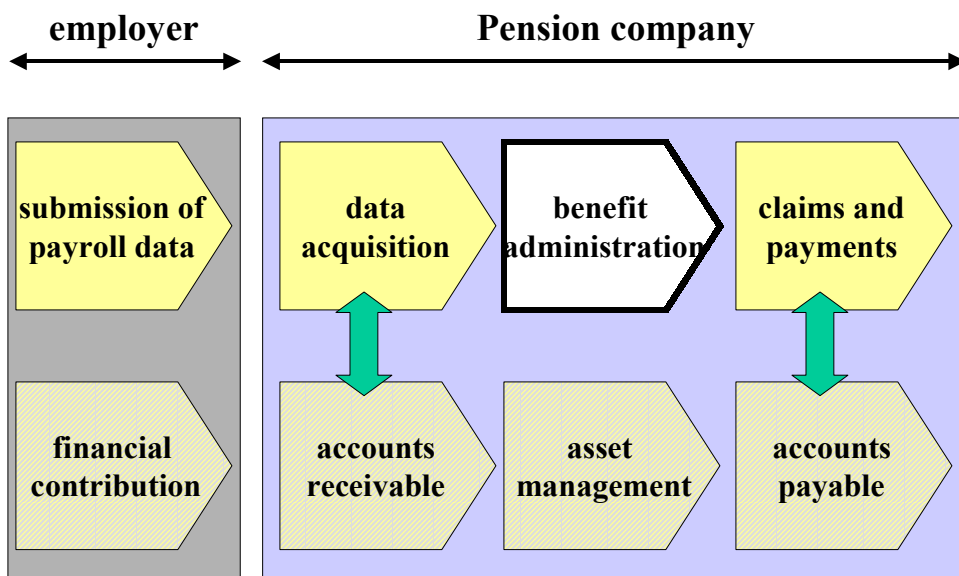 employer
Pension company
submission of
payroll data
data
acquisition
benefit
administration
claims and
payments
financial
contribution
accounts
receivable
asset
management
accounts
payable